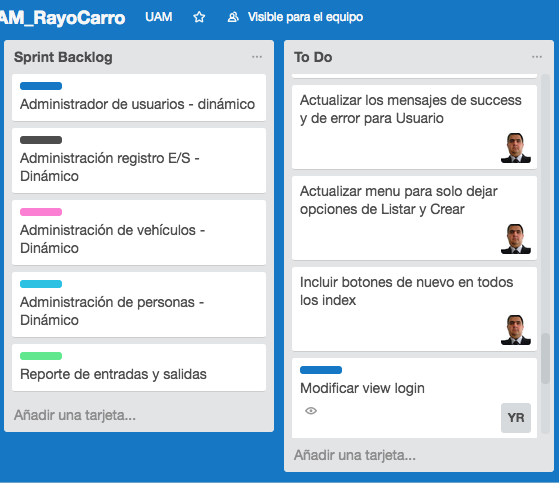 AM_RayoCarro UAM Visible para el equipo
Sprint Backlog
Administrador de usuarios - dinámico
Administración registro E/S -
Dinámico
Administración de vehículos -
Dinámico
Administración de personas -
Dinámico
Reporte de entradas y salidas
Añadir una tarjeta...
To Do
Actualizar los mensajes de success
y de error para Usuario
Actualizar menu para solo dejar
opciones de Listar y Crear
Incluir botones de nuevo en todos
los index
Modificar view login
YR
Añadir una tarjeta...